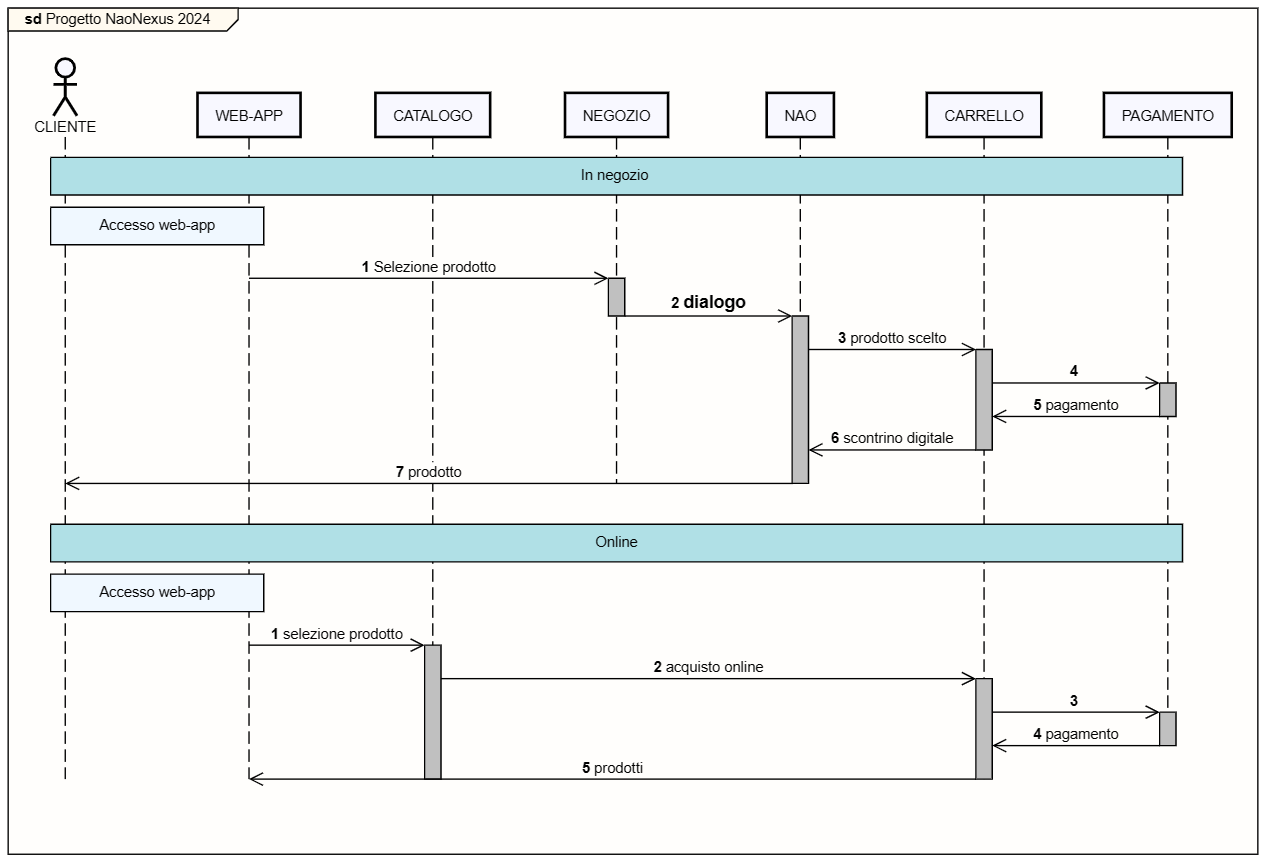 sd Progetto NaoNexus 2024
CLIENTE
WEB-APP
CATALOGO
NEGOZIO
NAO
CARRELLO
PAGAMENTO
In negozio
Accesso web-app
1 Selezione prodotto
2 dialogo
3 prodotto scelto
4
5 pagamento
6 scontrino digitale
7 prodotto
Online
Accesso web-app
1 selezione prodotto
2 acquisto online
3
4 pagamento
5 prodotti